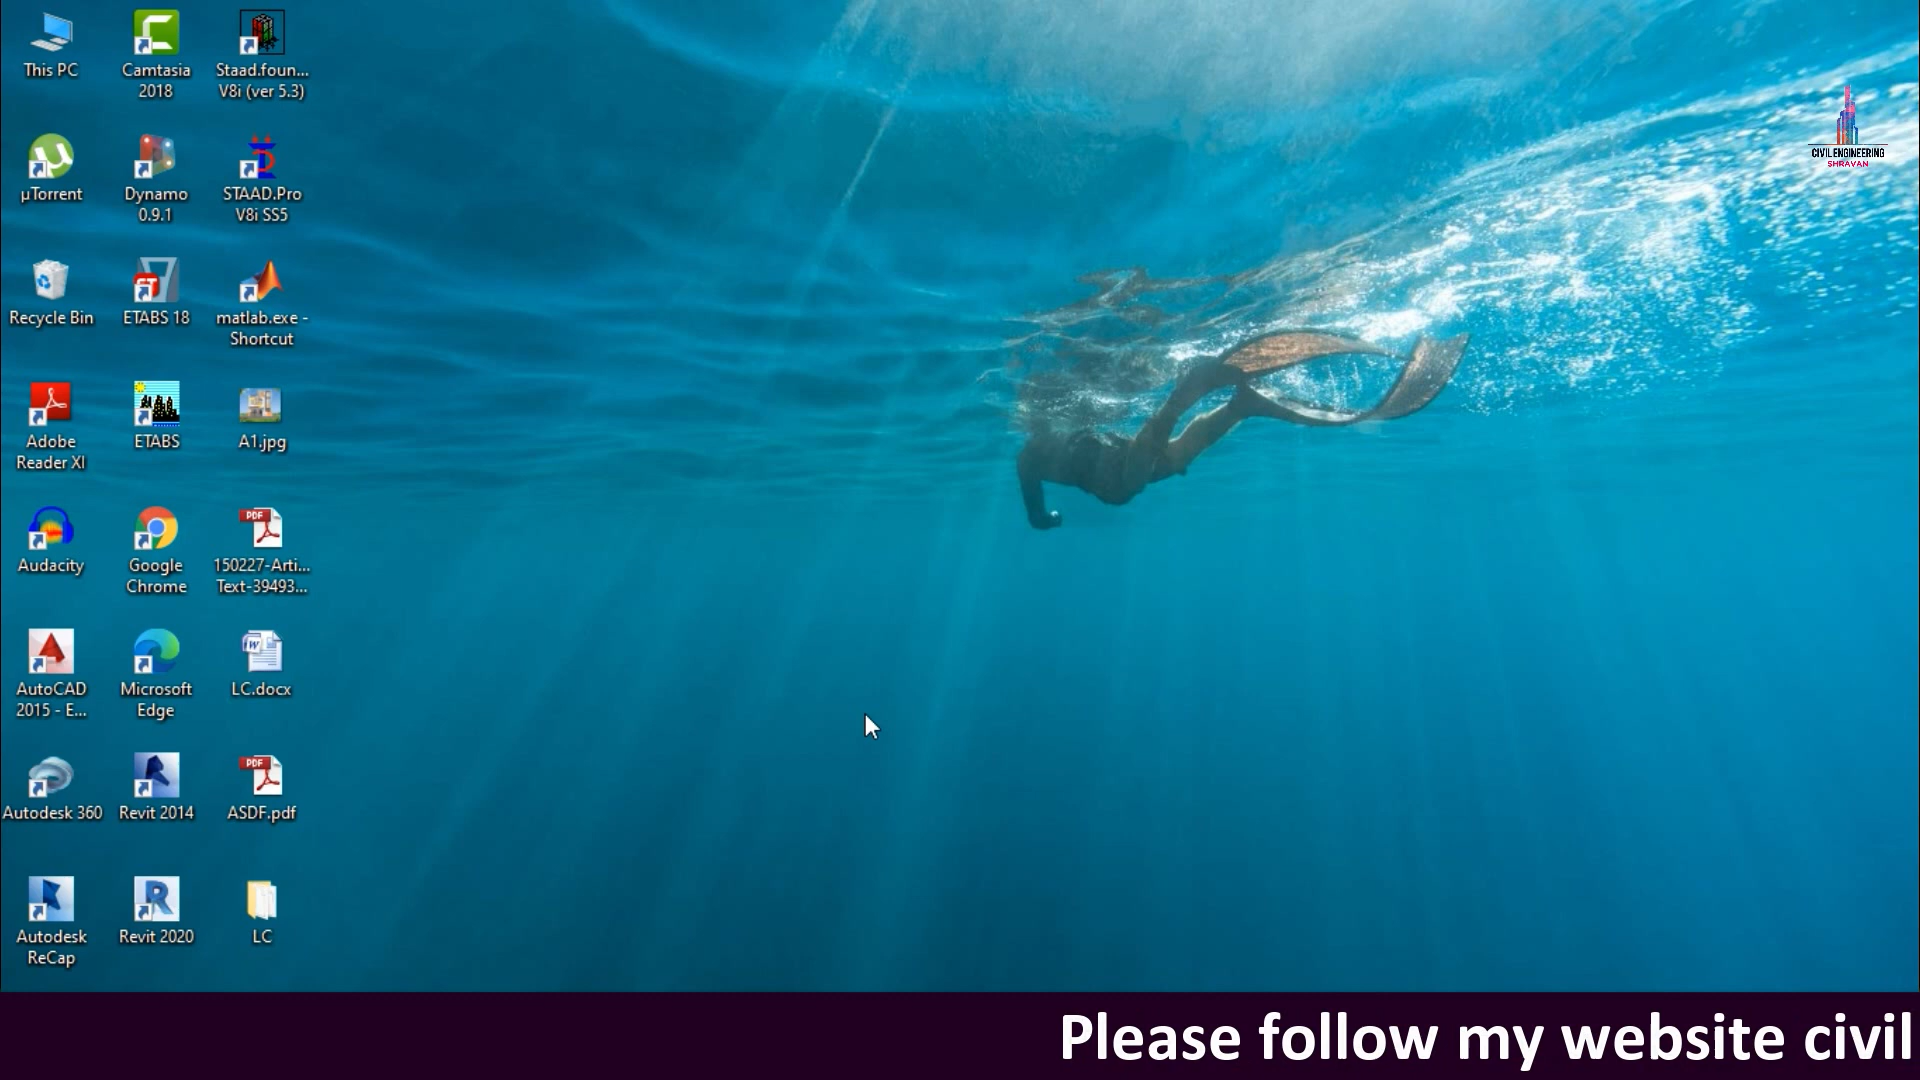 This PC
Camtasia
2018
Staad.foun...
V8i (ver 5.3)
µTorrent
Dynamo
0.9.1
STAAD.Pro
V8i SS5
Recycle Bin
ETABS 18
matlab.exe -
Shortcut
Adobe
Reader XI
ETABS
A1.jpg
Audacity
Google
Chrome
150227-Arti...
Text-39493...
AutoCAD
2015 - E...
Microsoft
Edge
LC.docx
Autodesk 360
Revit 2014
ASDF.pdf
Autodesk
ReCap
Revit 2020
LC
CIVIL ENGINEERING
SHRAVAN
Please follow my website civil